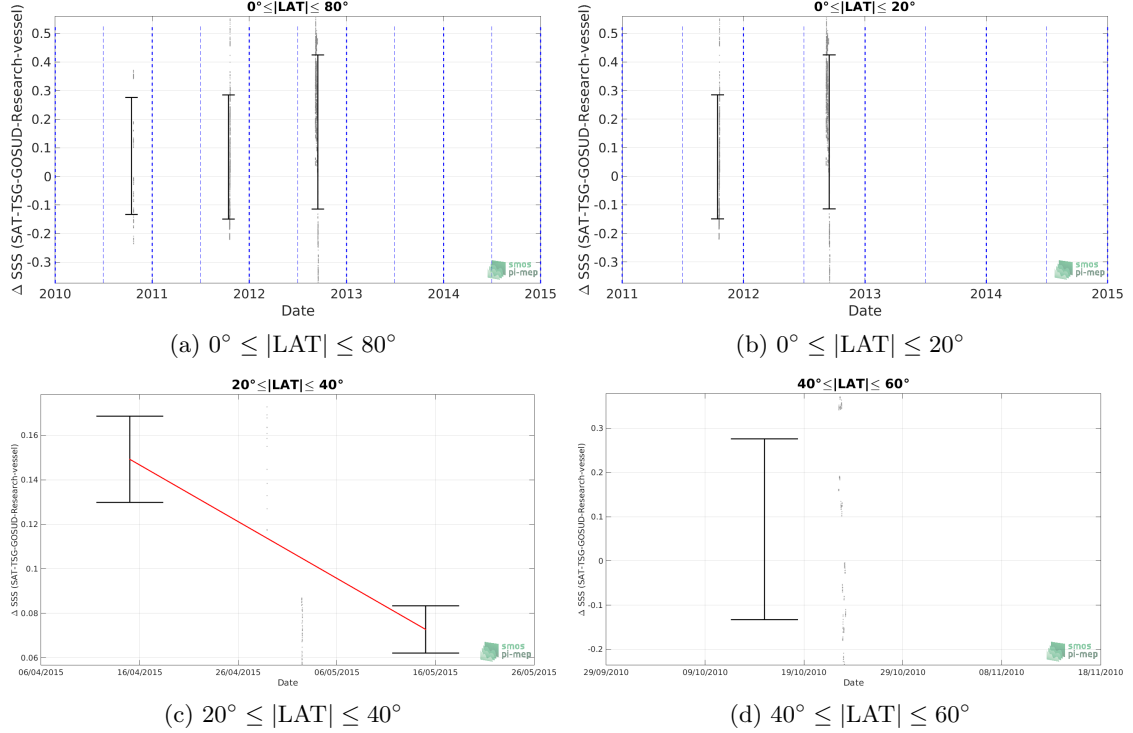 0°≤|LAT|≤ 80°
Δ SSS (SAT-TSG-GOSUD-Research-vessel)
0.5
0.4
0.3
0.2
0.1
0
-0.1
-0.2
-0.3
2010 2011 2012 2013 2014 2015
Date
smos
pi-mep
(a) 0° ≤ |LAT| ≤ 80°
0°≤|LAT|≤ 20°
Δ SSS (SAT-TSG-GOSUD-Research-vessel)
0.5
0.4
0.3
0.2
0.1
0
-0.1
-0.2
-0.3
2011 2012 2013 2014 2015
Date
smos
pi-mep
(b) 0° ≤ |LAT| ≤ 20°
20°≤|LAT|≤ 40°
Δ SSS (SAT-TSG-GOSUD-Research-vessel)
0.16
0.14
0.12
0.1
0.08
0.06
06/04/2015 16/04/2015 26/04/2015 06/05/2015 16/05/2015 26/05/2015
Date
smos
pi-mep
(c) 20° ≤ |LAT| ≤ 40°
40°≤|LAT|≤ 60°
Δ SSS (SAT-TSG-GOSUD-Research-vessel)
0.3
0.2
0.1
0
-0.1
-0.2
29/09/2010 09/10/2010 19/10/2010 29/10/2010 08/11/2010 18/11/2010
Date
smos
pi-mep
(d) 40° ≤ |LAT| ≤ 60°